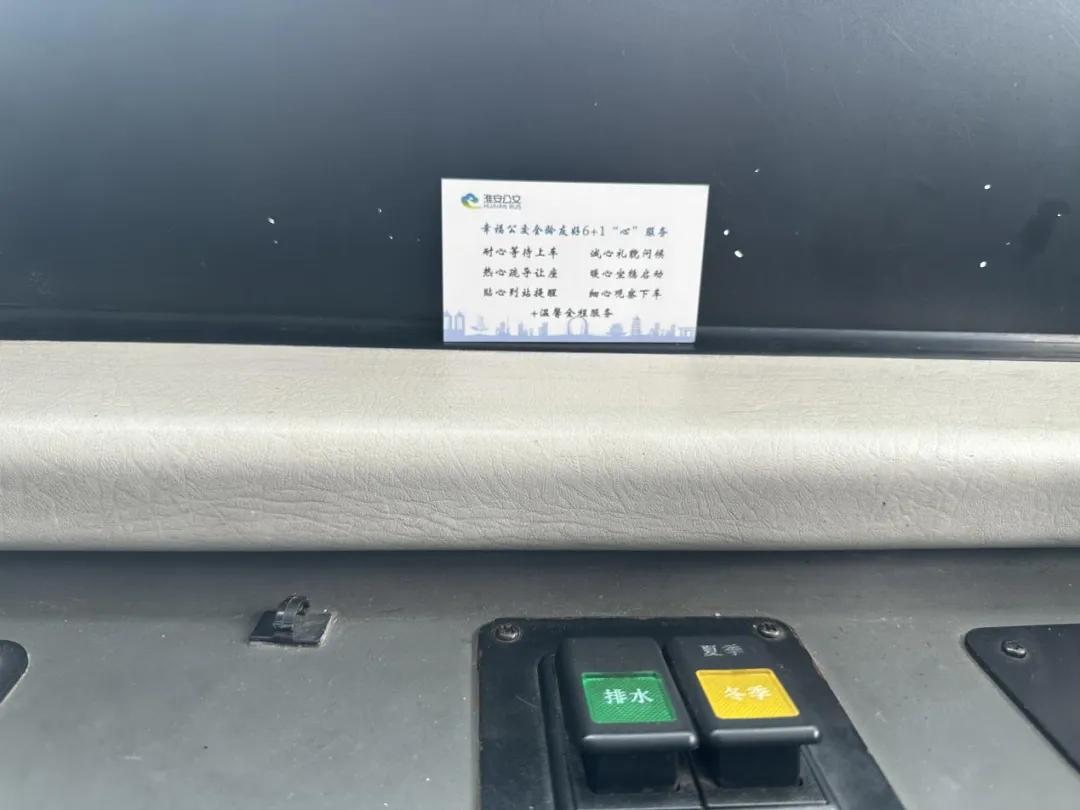 淮安公交
HUAIAN BUS
幸福公交全龄友好6+1“心”服务
耐心等待上车 诚心礼貌问候
热心疏导让座 暖心坐稳启动
贴心到站提醒 细心观察下车
+温馨全程服务
夏季
排水 冬季